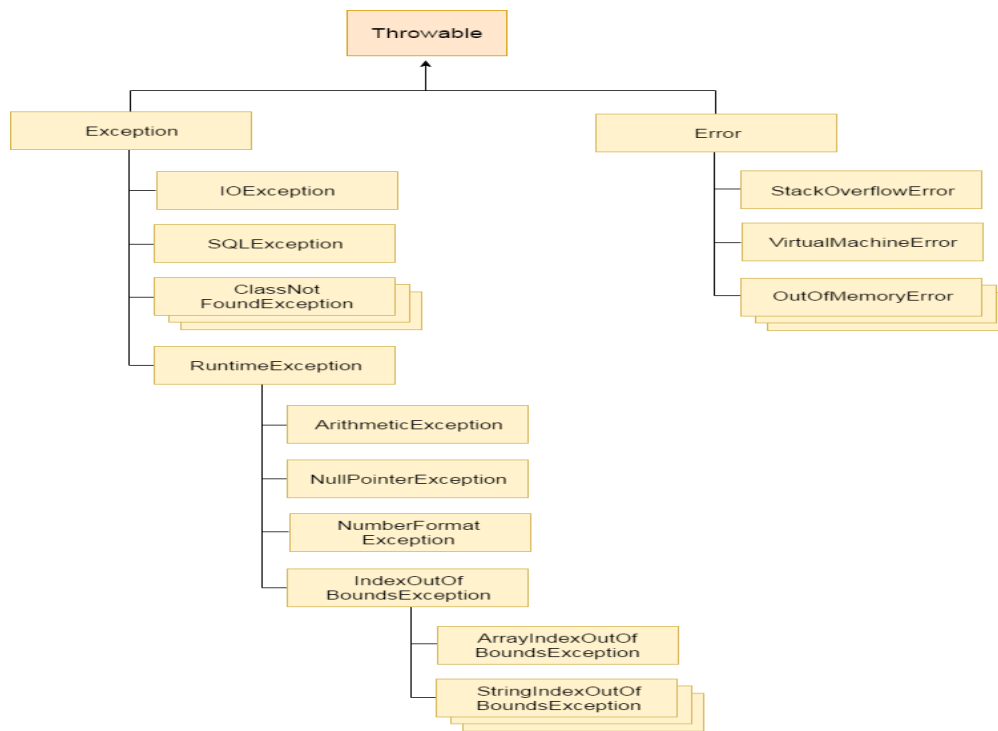 Throwable
Exception
Error
IOException
StackOverflowError
SQLException
VirtualMachineError
ClassNot
FoundException
OutOfMemoryError
RuntimeException
ArithmeticException
NullPointerException
NumberFormat
Exception
IndexOutOf
BoundsException
ArrayIndexOutOf
BoundsException
StringIndexOutOf
BoundsException